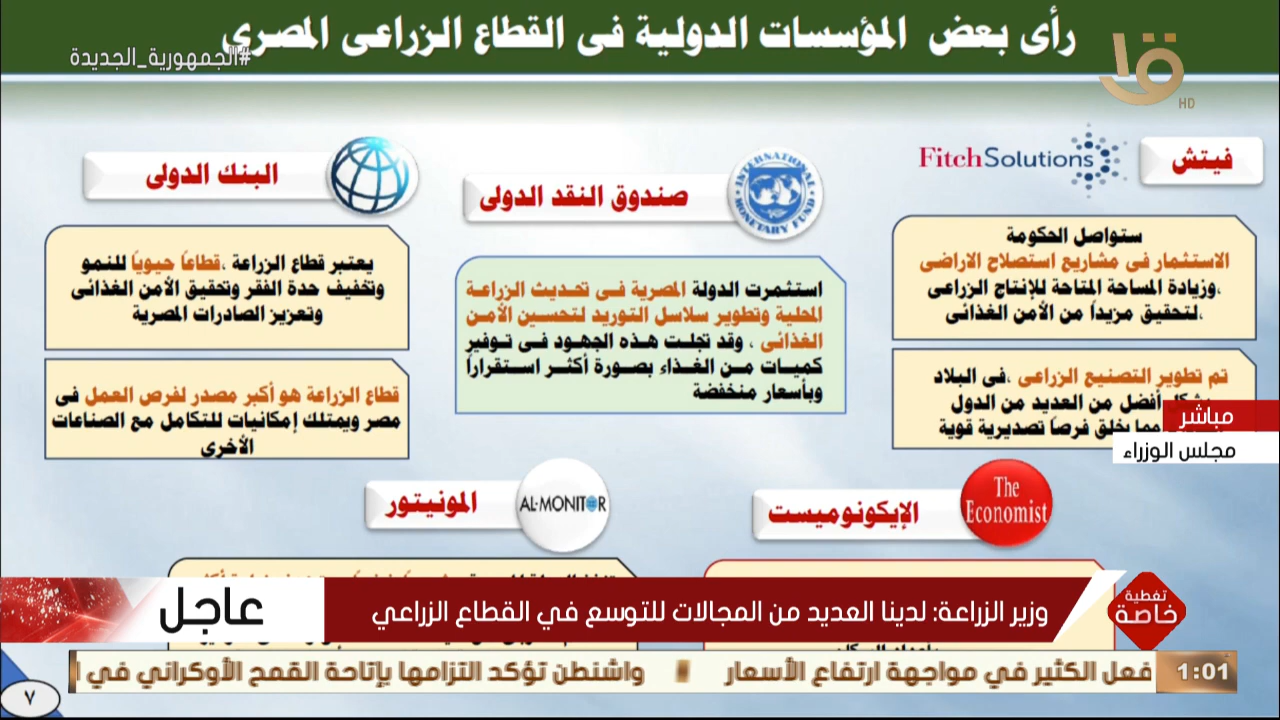 رأى بعض المؤسسات الدولية فى القطاع الزراعى المصرى
#الجمهورية_الجديدة
HD
فيتش
FitchSolutions
ستواصل الحكومة
الاستثمار فى مشاريع استصلاح الاراضى
،وزيادة المساحة المتاحة للإنتاج الزراعى
،لتحقيق مزيداً من الأمن الغذائى
تم تطوير التصنيع الزراعى ،فى البلاد
أفضل من العديد من الدول
مما يخلق فرصاً تصديرية قوية
صندوق النقد الدولى
INTERNATIONAL MONETARY FUND
استثمرت الدولة المصرية فى تحديث الزراعة
المحلية وتطوير سلاسل التوريد لتحسين الأمن
الغذائى ، وقد تجلت هذه الجهود فى توفير
كميات من الغذاء بصورة أكثر استقراراً
وبأسعار منخفضة
البنك الدولى
يعتبر قطاع الزراعة ،قطاعاً حيوياً للنمو
وتخفيف حدة الفقر وتحقيق الأمن الغذائى
وتعزيز الصادرات المصرية
قطاع الزراعة هو أكبر مصدر لفرص العمل فى
مصر ويمتلك إمكانيات للتكامل مع الصناعات
الأخرى
مباشر
مجلس الوزراء
الإيكونوميست
The
Economist
المونيتور
AL-MONITOR
تغطية
خاصة
وزير الزراعة: لدينا العديد من المجالات للتوسع في القطاع الزراعي
عاجل
1:01
فعل الكثير في مواجهة ارتفاع الأسعار
واشنطن تؤكد التزامها بإتاحة القمح الأوكراني في
٧